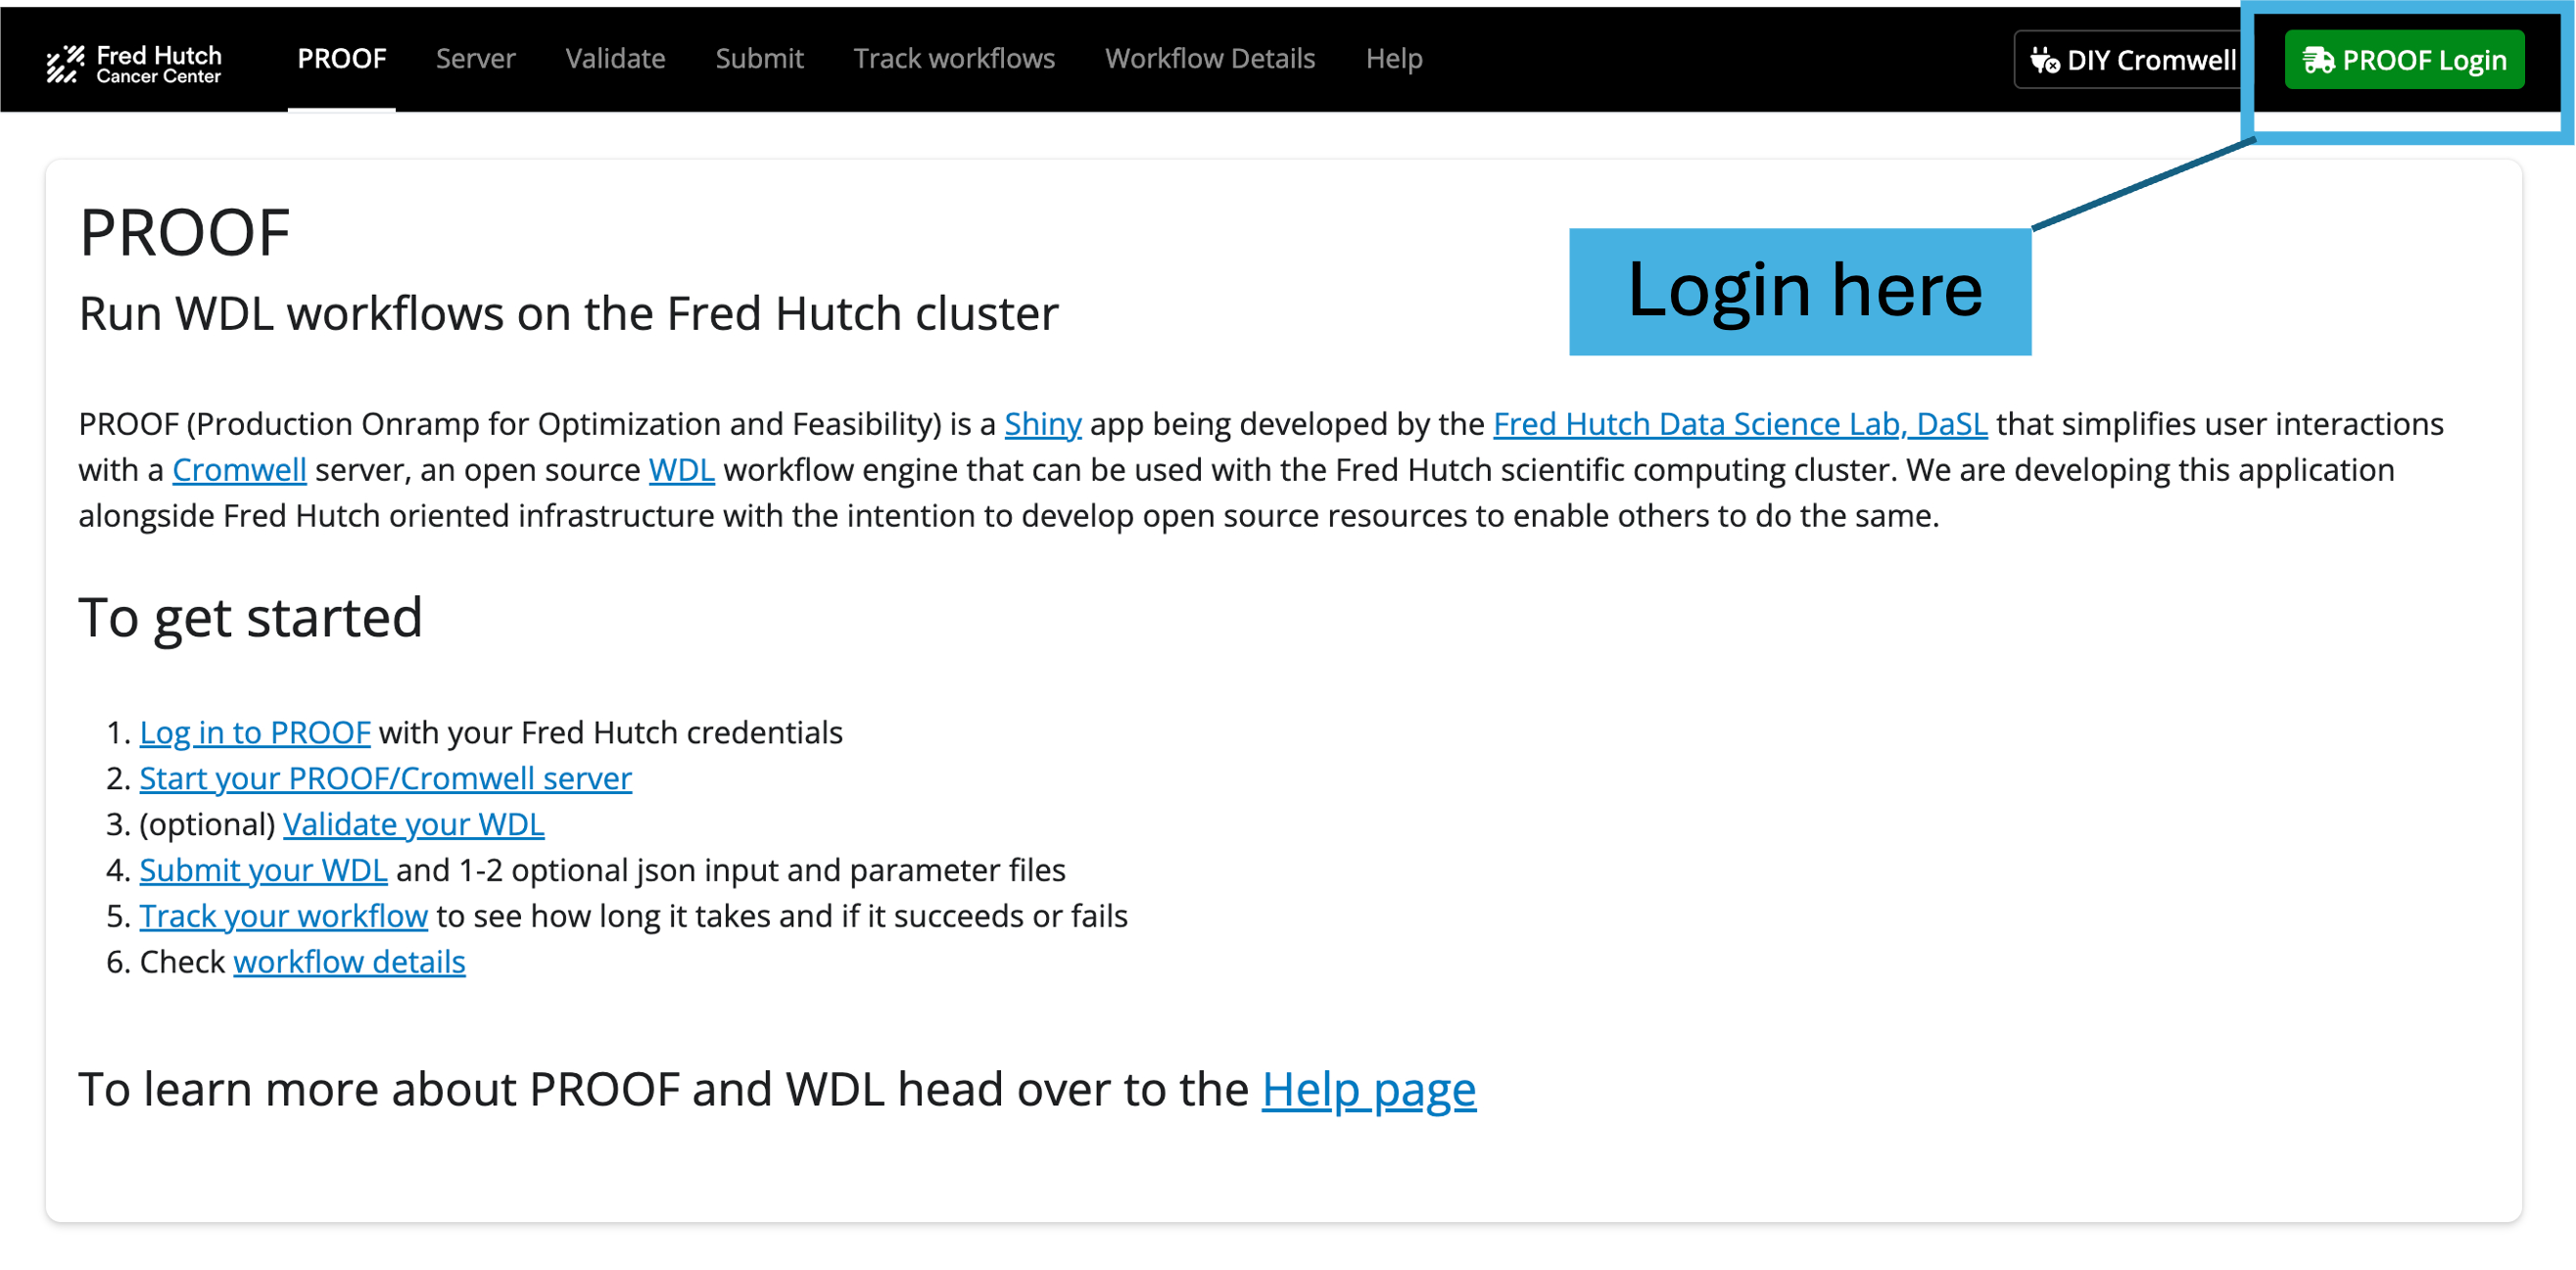 Fred Hutch
Cancer Center
PROOF Server Validate Submit Track workflows Workflow Details Help
DIY Cromwell
PROOF Login
Login here
PROOF
Run WDL workflows on the Fred Hutch cluster
PROOF (Production Onramp for Optimization and Feasibility) is a Shiny app being developed by the Fred Hutch Data Science Lab, DaSL that simplifies user interactions
with a Cromwell server, an open source WDL workflow engine that can be used with the Fred Hutch scientific computing cluster. We are developing this application
alongside Fred Hutch oriented infrastructure with the intention to develop open source resources to enable others to do the same.
To get started
1. Log in to PROOF with your Fred Hutch credentials
2. Start your PROOF/Cromwell server
3. (optional) Validate your WDL
4. Submit your WDL and 1-2 optional json input and parameter files
5. Track your workflow to see how long it takes and if it succeeds or fails
6. Check workflow details
To learn more about PROOF and WDL head over to the Help page